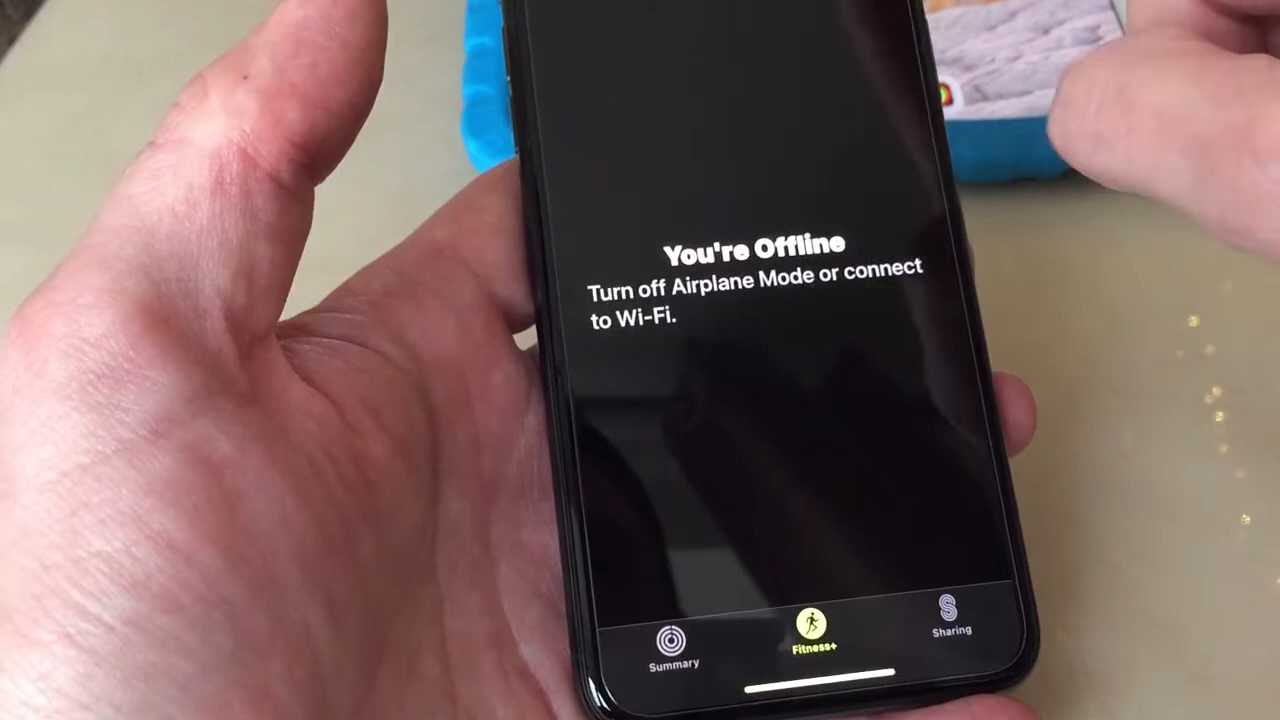 You're Offline
Turn off Airplane Mode or connect
to Wi-Fi.
Summary
Fitness+
Sharing